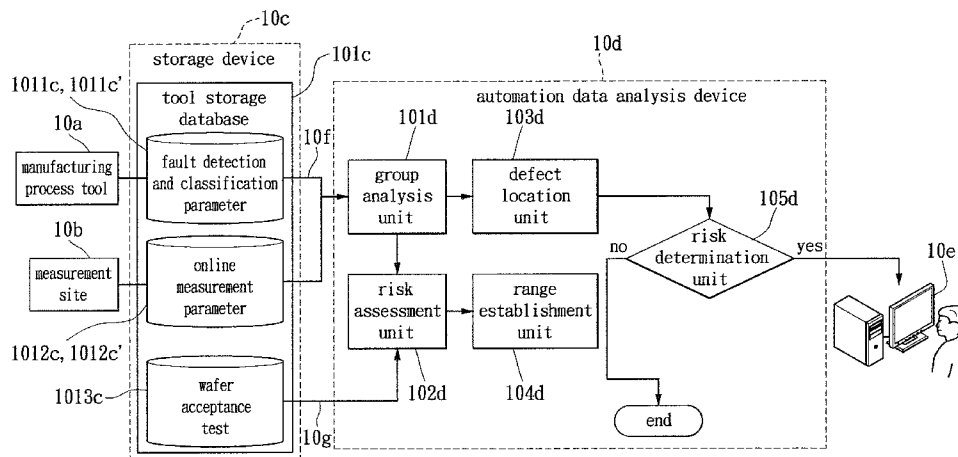 10c
storage device
101c
1011c, 1011c'
tool storage
database
10a
manufacturing
process tool
fault detection
and classification
parameter
10f
10b
measurement
site
online
measurement
parameter
1012c, 1012c'
1013c
wafer
acceptance
test
10g
10d
automation data analysis device
101d
group
analysis
unit
103d
defect
location
unit
105d
risk
determination
unit
no
yes
10e
risk
assessment
unit
102d
range
establishment
unit
104d
end